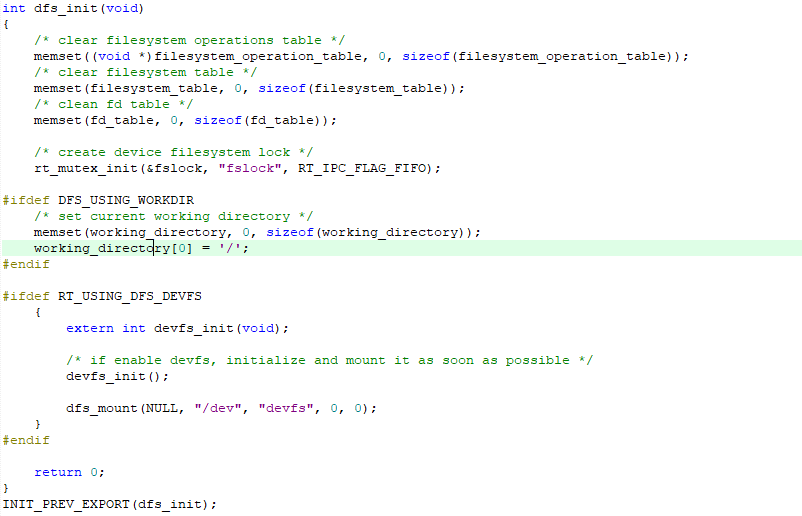 int dfs_init(void)
{
    /* clear filesystem operations table */
    memset((void *)filesystem_operation_table, 0, sizeof(filesystem_operation_table));
    /* clear filesystem table */
    memset(filesystem_table, 0, sizeof(filesystem_table));
    /* clean fd table */
    memset(fd_table, 0, sizeof(fd_table));

    /* create device filesystem lock */
    rt_mutex_init(&fslock, "fslock", RT_IPC_FLAG_FIFO);

#ifdef DFS_USING_WORKDIR
    /* set current working directory */
    memset(working_directory, 0, sizeof(working_directory));
    working_directory[0] = '/';
#endif

#ifdef RT_USING_DFS_DEVFS
    {
        extern int devfs_init(void);

        /* if enable devfs, initialize and mount it as soon as possible */
        devfs_init();

        dfs_mount(NULL, "/dev", "devfs", 0, 0);
    }
#endif

    return 0;
}
INIT_PREV_EXPORT(dfs_init);